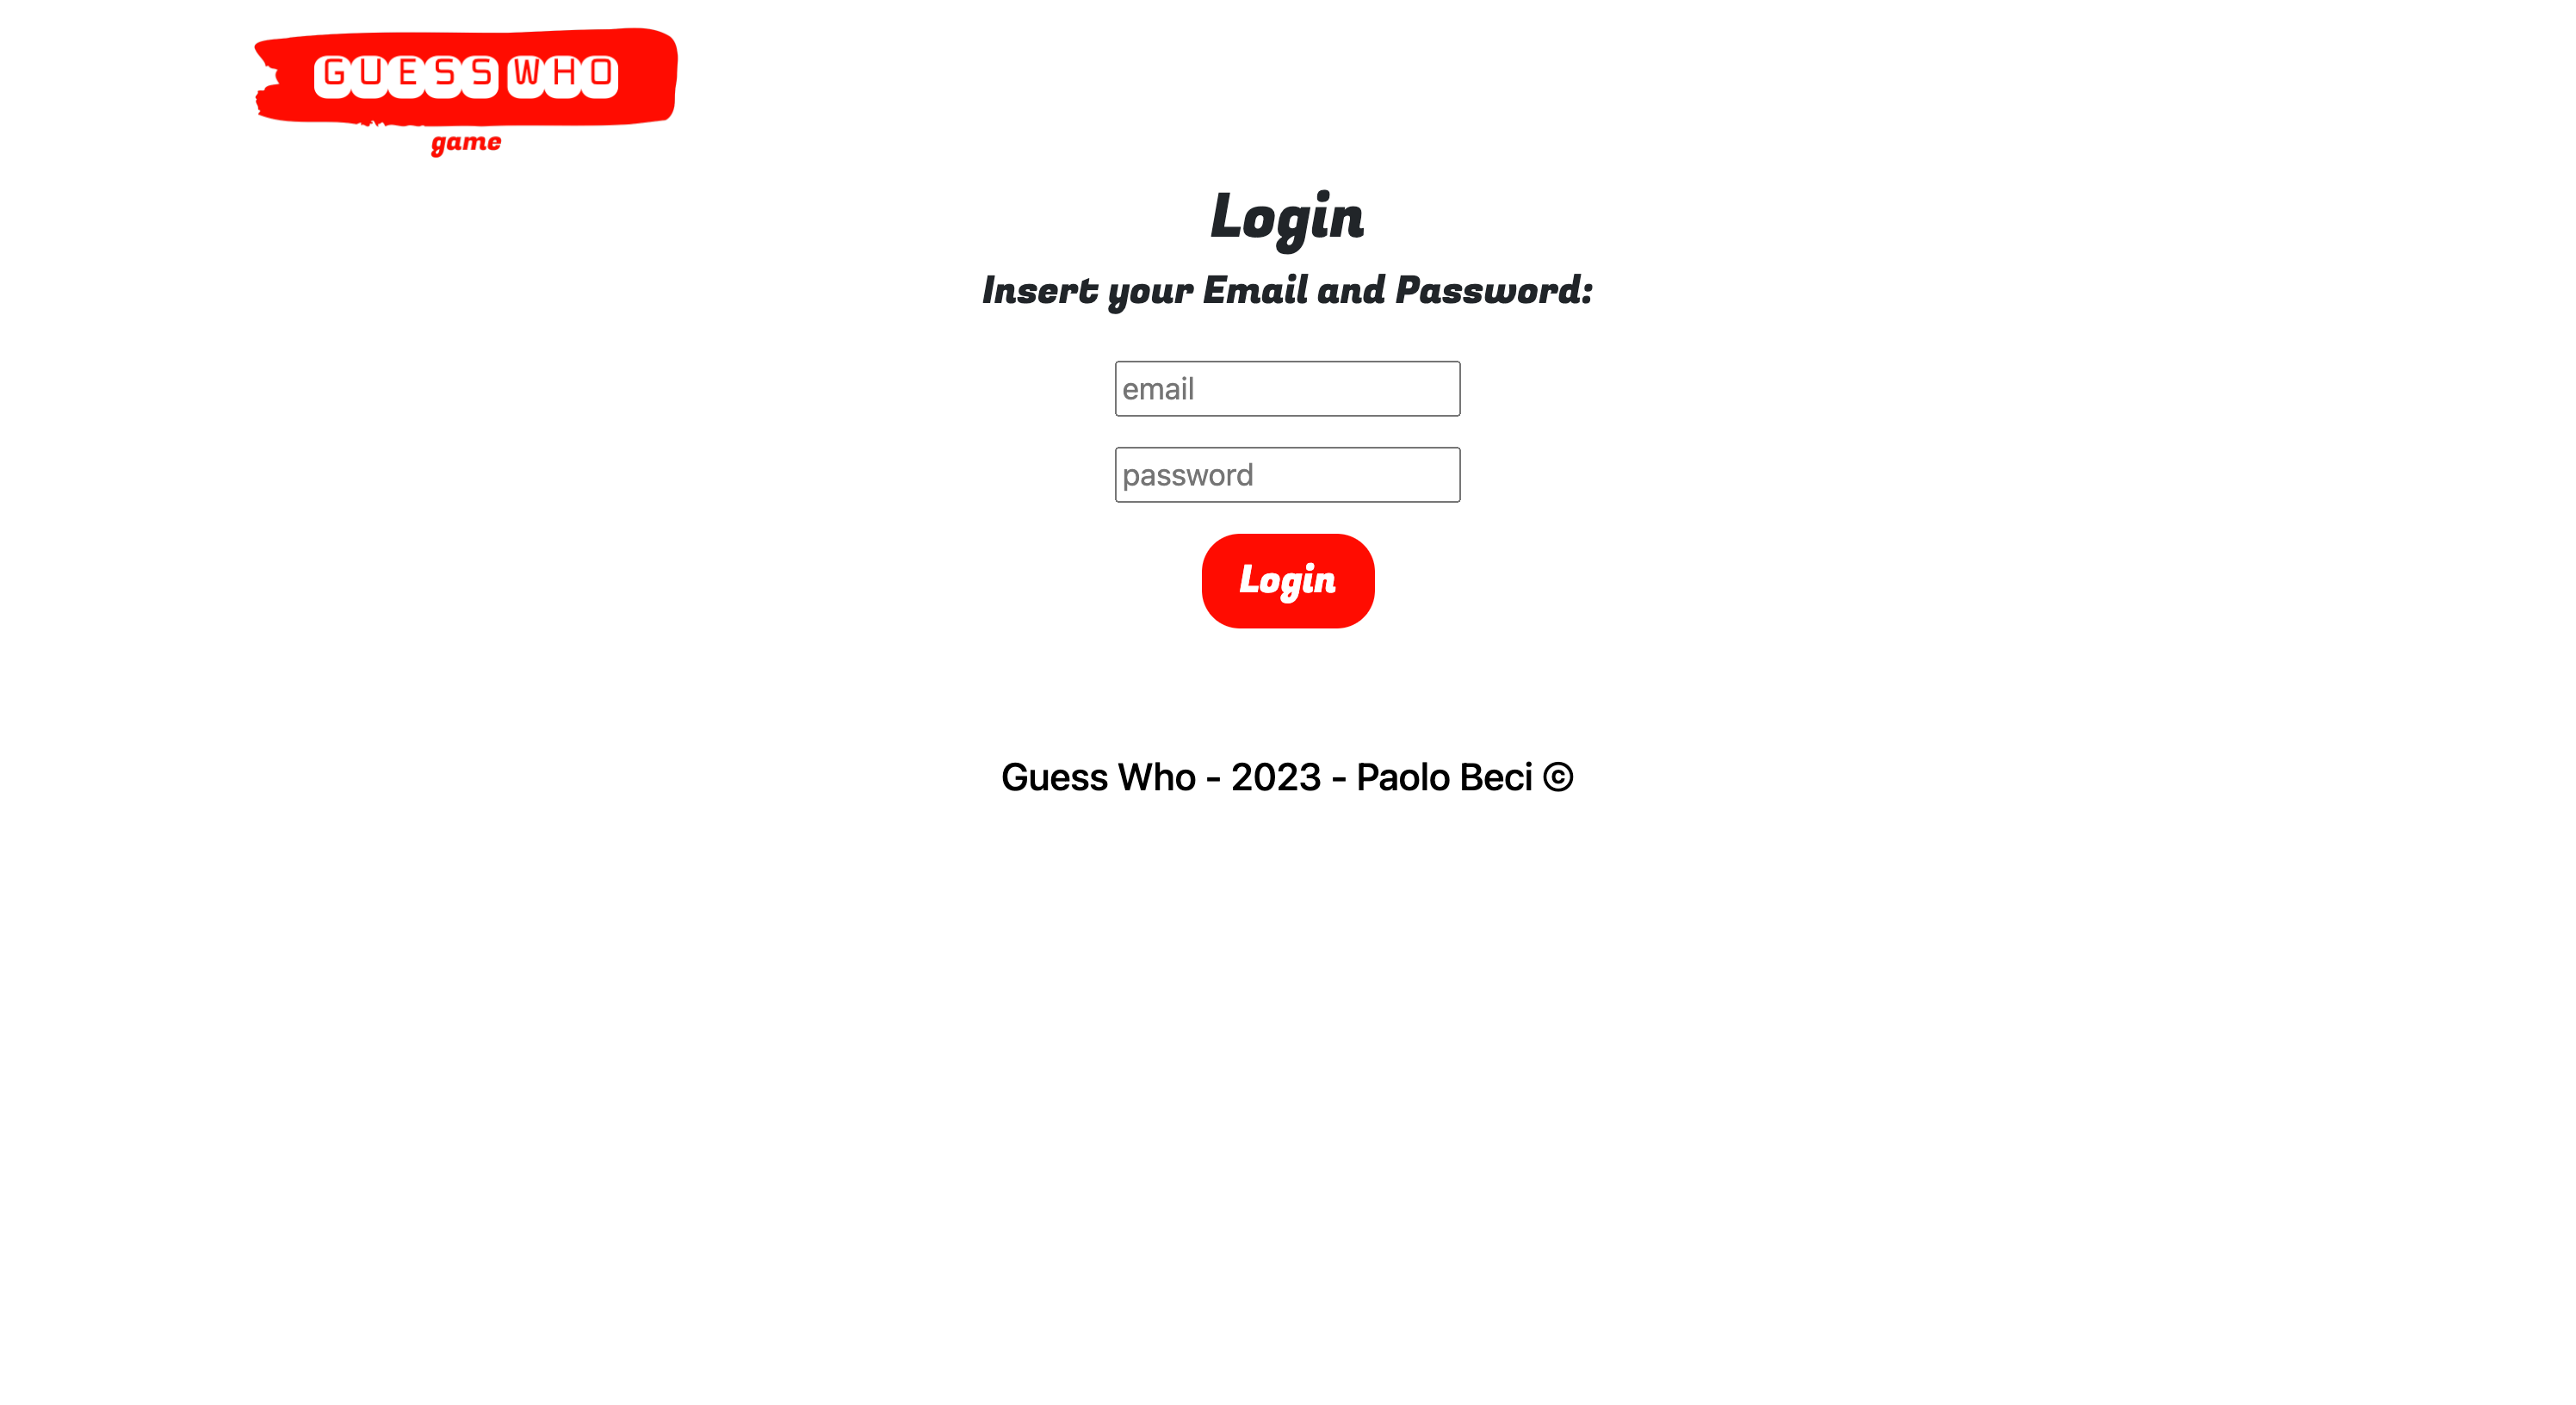 GUESS WHO
game
Login
Insert your Email and Password:
email
password
Login
Guess Who - 2023 - Paolo Beci ©